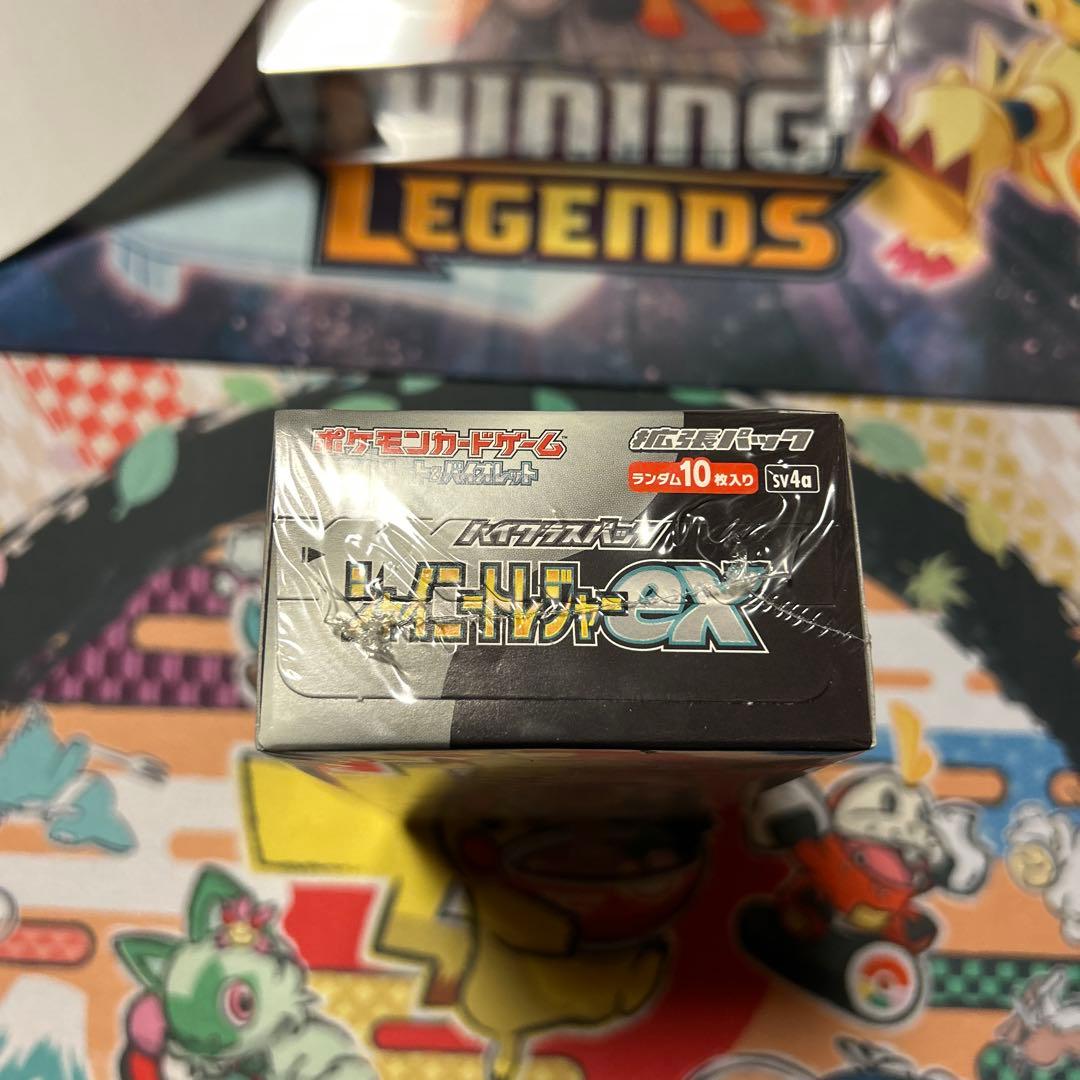 HINING
LEGENDS
ポケモンカードゲーム
拡張パック
ランダム10枚入り
sv4a
ハイクラスパック
シャイニートレジャーex